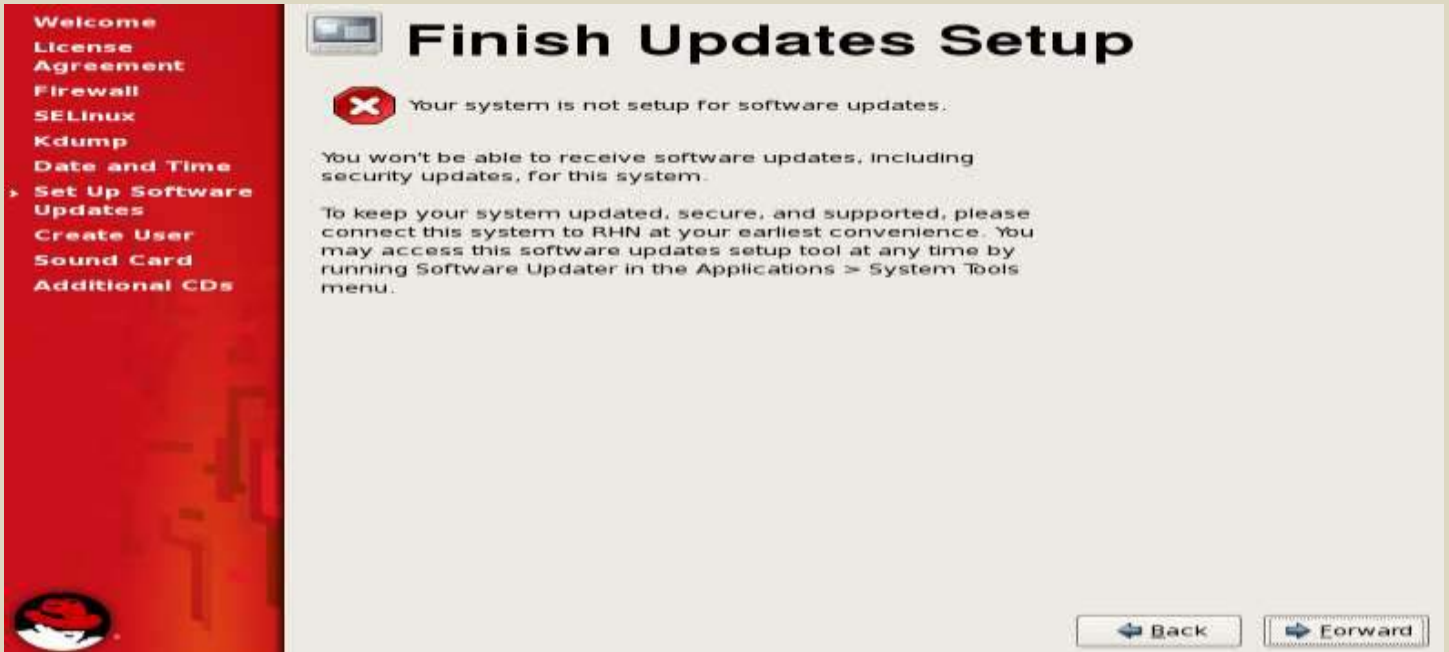 Welcome
License
Agreement
Firewall
SELinux
Kdump
Date and Time
Set Up Software
Updates
Create User
Sound Card
Additional CDs
Finish Updates Setup
Your system is not setup for software updates.
You won't be able to receive software updates, including
security updates, for this system.
To keep your system updated, secure, and supported, please
connect this system to RHN at your earliest convenience. You
may access this software updates setup tool at any time by
running Software Updater in the Applications > System Tools
menu.
Back
Forward